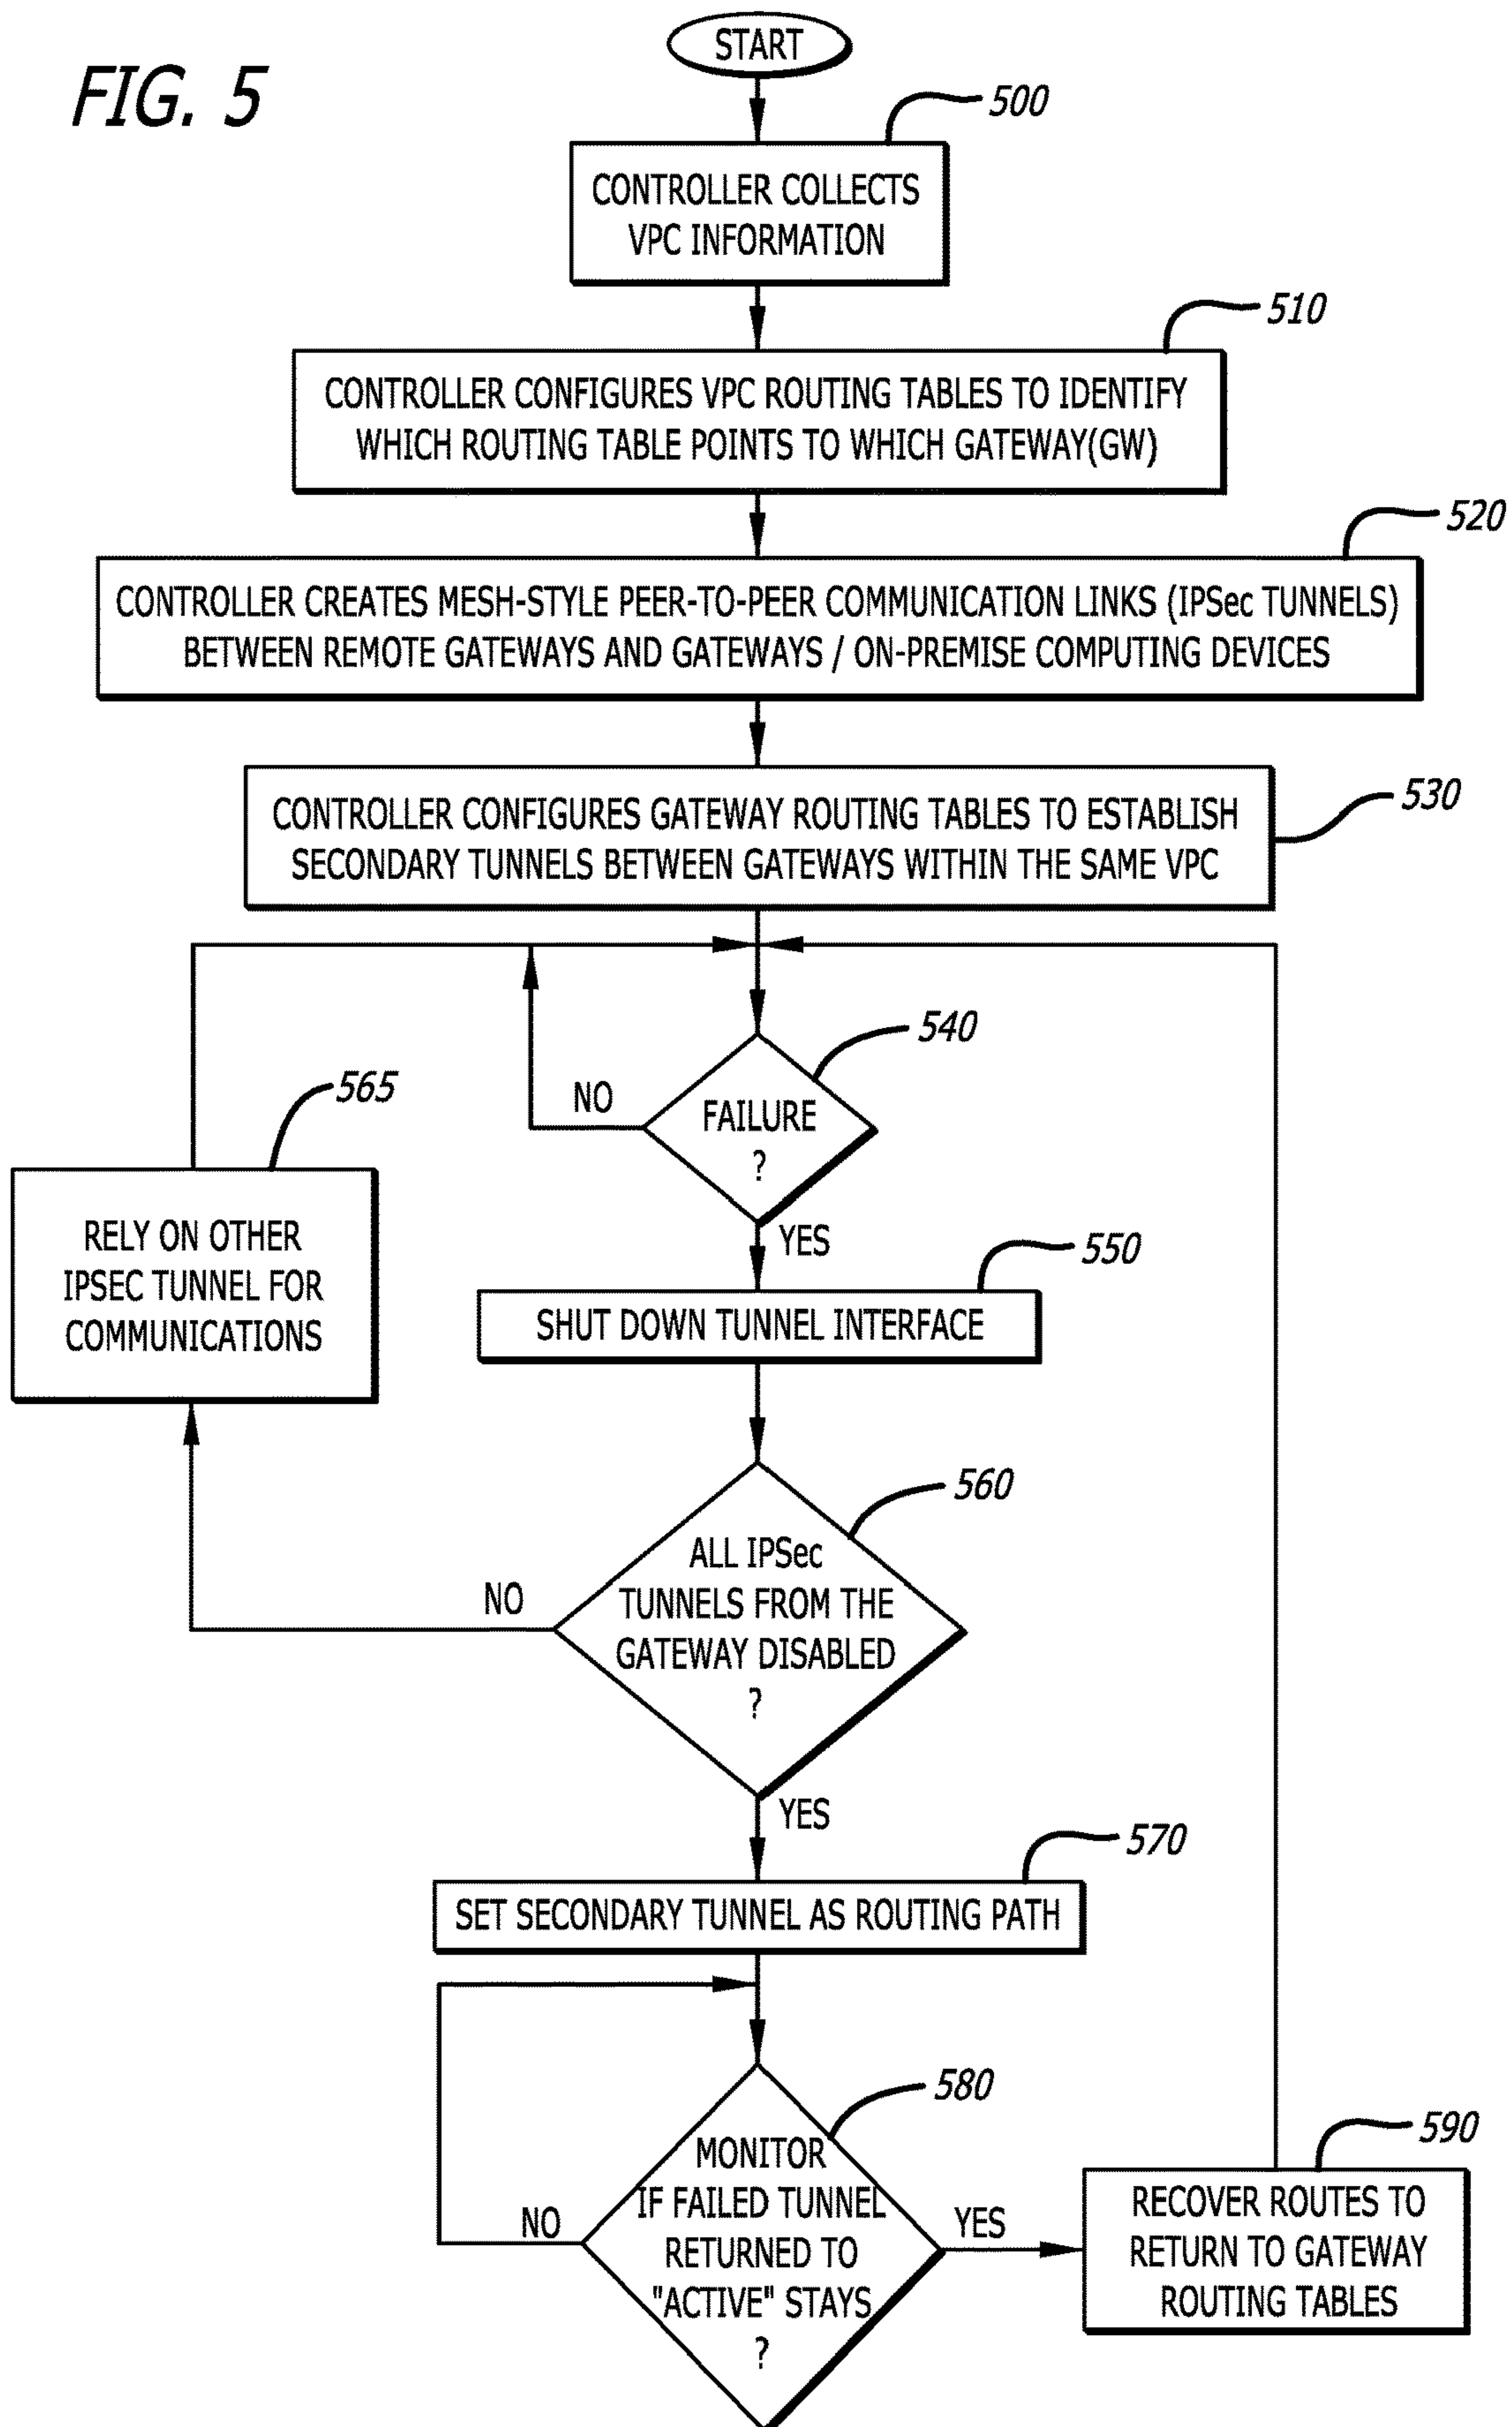 FIG. 5
START
500
CONTROLLER COLLECTS
VPC INFORMATION
510
CONTROLLER CONFIGURES VPC ROUTING TABLES TO IDENTIFY
WHICH ROUTING TABLE POINTS TO WHICH GATEWAY(GW)
520
CONTROLLER CREATES MESH-STYLE PEER-TO-PEER COMMUNICATION LINKS (IPSec TUNNELS)
BETWEEN REMOTE GATEWAYS AND GATEWAYS / ON-PREMISE COMPUTING DEVICES
530
CONTROLLER CONFIGURES GATEWAY ROUTING TABLES TO ESTABLISH
SECONDARY TUNNELS BETWEEN GATEWAYS WITHIN THE SAME VPC
540
NO
FAILURE
?
YES
565
RELY ON OTHER
IPSEC TUNNEL FOR
COMMUNICATIONS
550
SHUT DOWN TUNNEL INTERFACE
560
NO
ALL IPSec
TUNNELS FROM THE
GATEWAY DISABLED
?
YES
570
SET SECONDARY TUNNEL AS ROUTING PATH
580
NO
MONITOR
IF FAILED TUNNEL
RETURNED TO
"ACTIVE" STAYS
?
YES
590
RECOVER ROUTES TO
RETURN TO GATEWAY
ROUTING TABLES